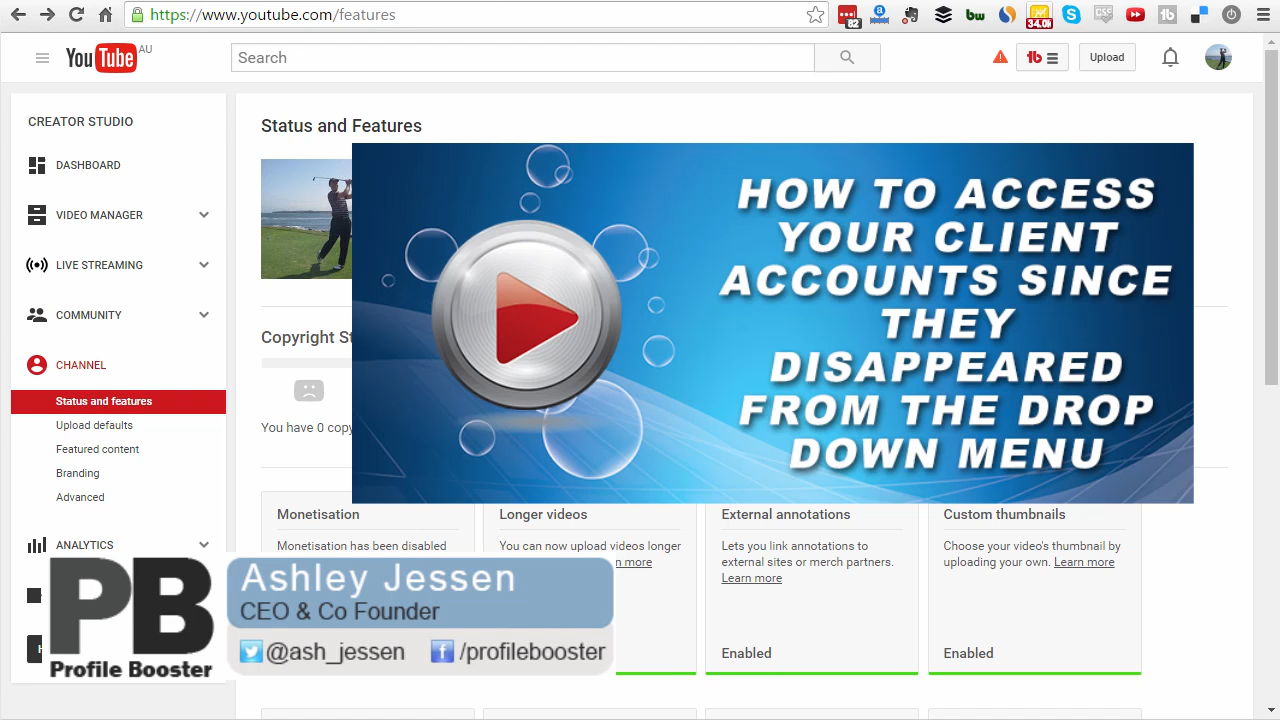 https://www.youtube.com/features
82
34.0k
CSC
YouTube AU
Search
Upload
CREATOR STUDIO
DASHBOARD
VIDEO MANAGER
LIVE STREAMING
COMMUNITY
CHANNEL
Status and features
Upload defaults
Featured content
Branding
Advanced
ANALYTICS
Status and Features
HOW TO ACCESS
YOUR CLIENT
ACCOUNTS SINCE
THEY
DISAPPEARED
FROM THE DROP
DOWN MENU
Copyright St
You have 0 copy
Monetisation
Monetisation has been disabled
Longer videos
You can now upload videos longer
n more
External annotations
Lets you link annotations to
external sites or merch partners.
Learn more
Enabled
Custom thumbnails
Choose your video's thumbnail by
uploading your own. Learn more
Enabled
PB
Profile Booster
Ashley Jessen
CEO & Co Founder
@ash_jessen /profilebooster